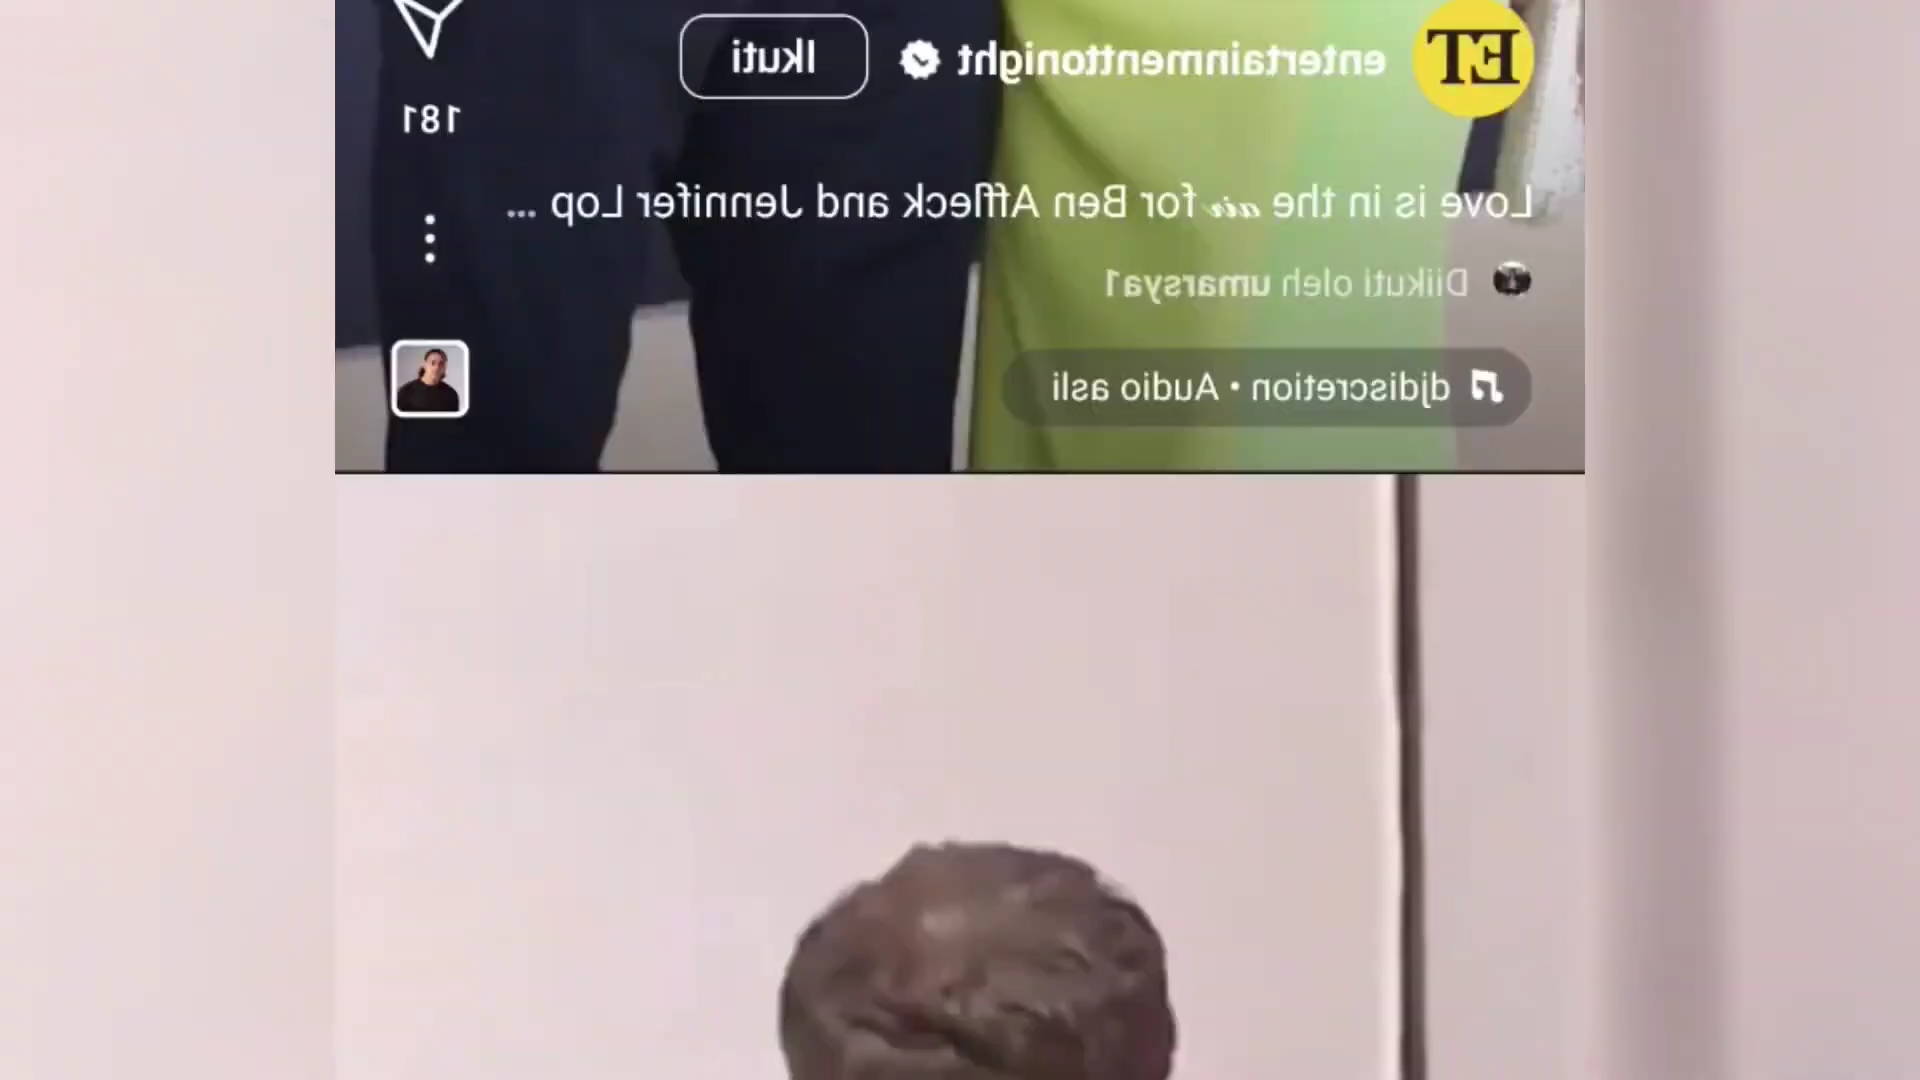 ET entertainmenttonight Ikuti
181
Love is in the air for Ben Affleck and Jennifer Lop ...
Diikuti oleh umarsya1
djdiscretion • Audio asli